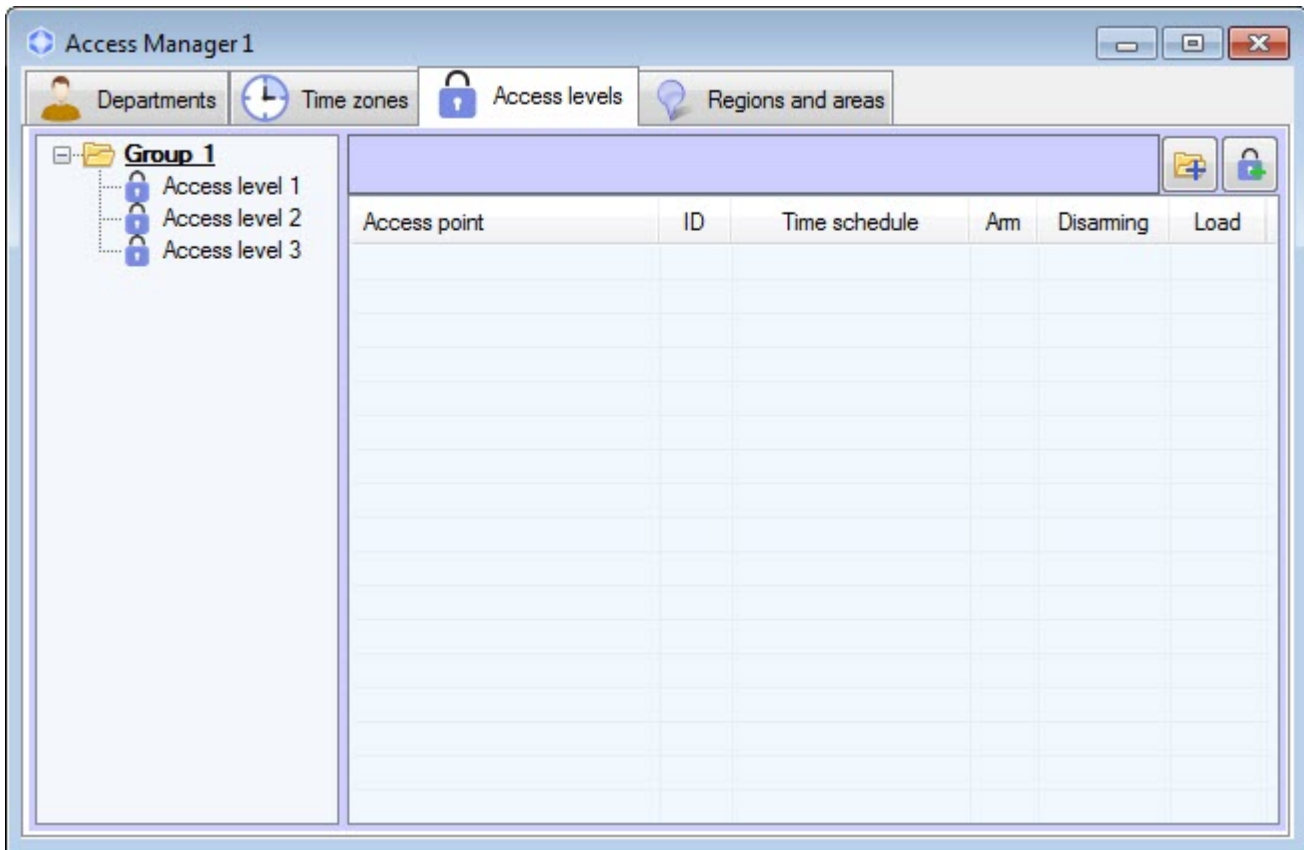 Access Manager 1
Departments Time zones Access levels Regions and areas
Group 1
Access level 1
Access level 2
Access level 3
Access point ID Time schedule Arm Disarming Load